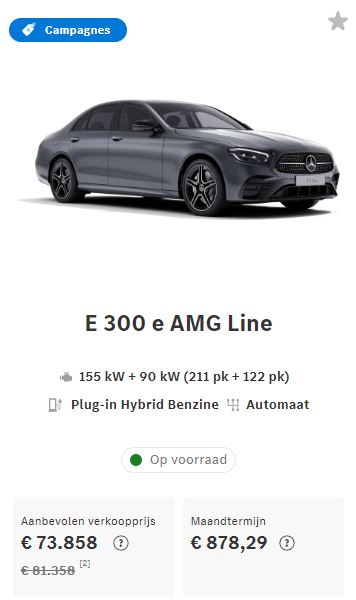 Campagnes
E 300 e AMG Line
155 kW + 90 kW (211 pk + 122 pk)
Plug-in Hybrid Benzine Automaat
Op voorraad
Aanbevolen verkoopprijs
€ 73.858 ?
€ 81.358 [2]
Maandtermijn
€ 878,29 ?